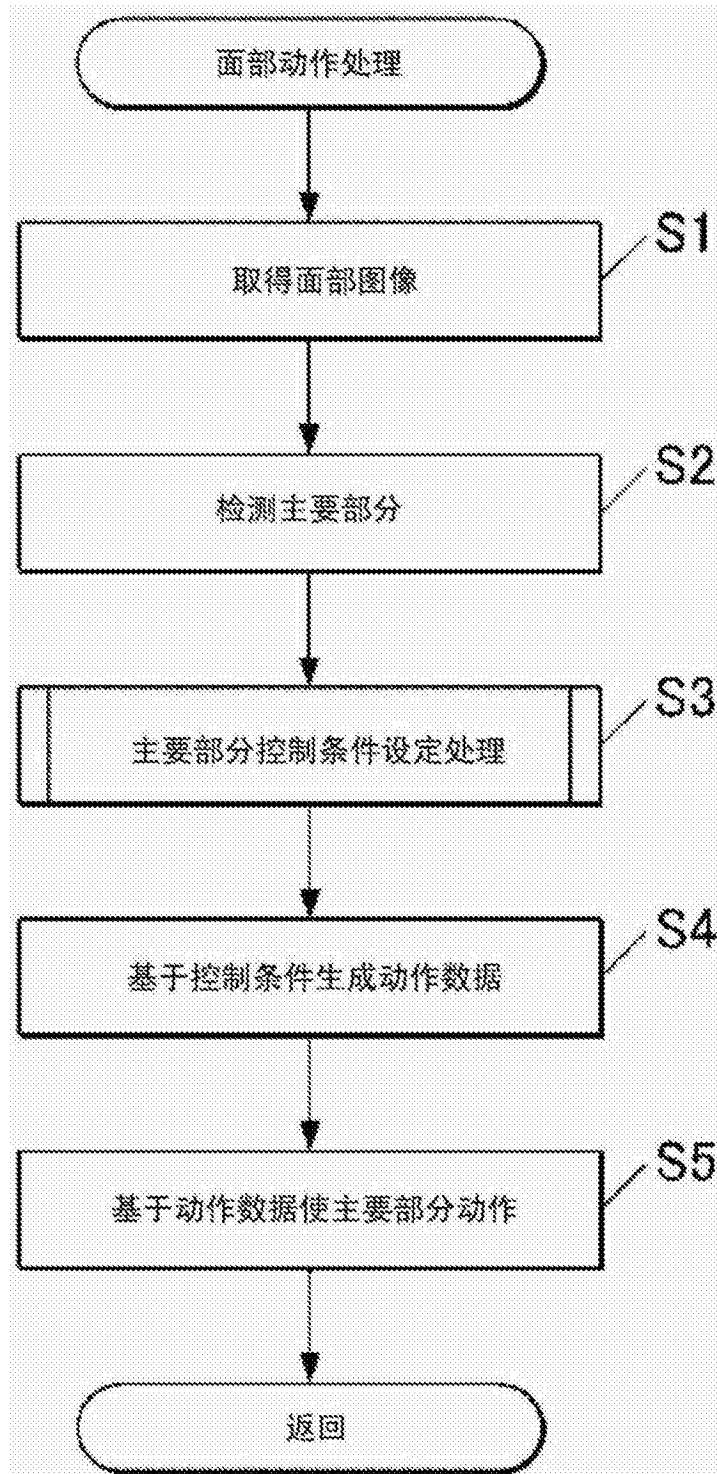 面部动作处理
S1
取得面部图像
S2
检测主要部分
S3
主要部分控制条件设定处理
S4
基于控制条件生成动作数据
S5
基于动作数据使主要部分动作
返回